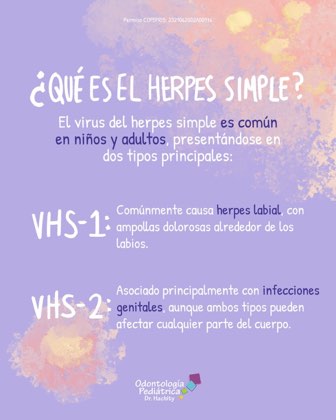 ¿QUÉ ES EL HERPES SIMPLE?
El virus del herpes simple es común
en niños y adultos, presentándose en
dos tipos principales:
VHS-1:
Comúnmente causa herpes labial, con
ampollas dolorosas alrededor de los
labios.
VHS-2:
Asociado principalmente con infecciones
genitales, aunque ambos tipos pueden
afectar cualquier parte del cuerpo.
Odontología
Pediátrica